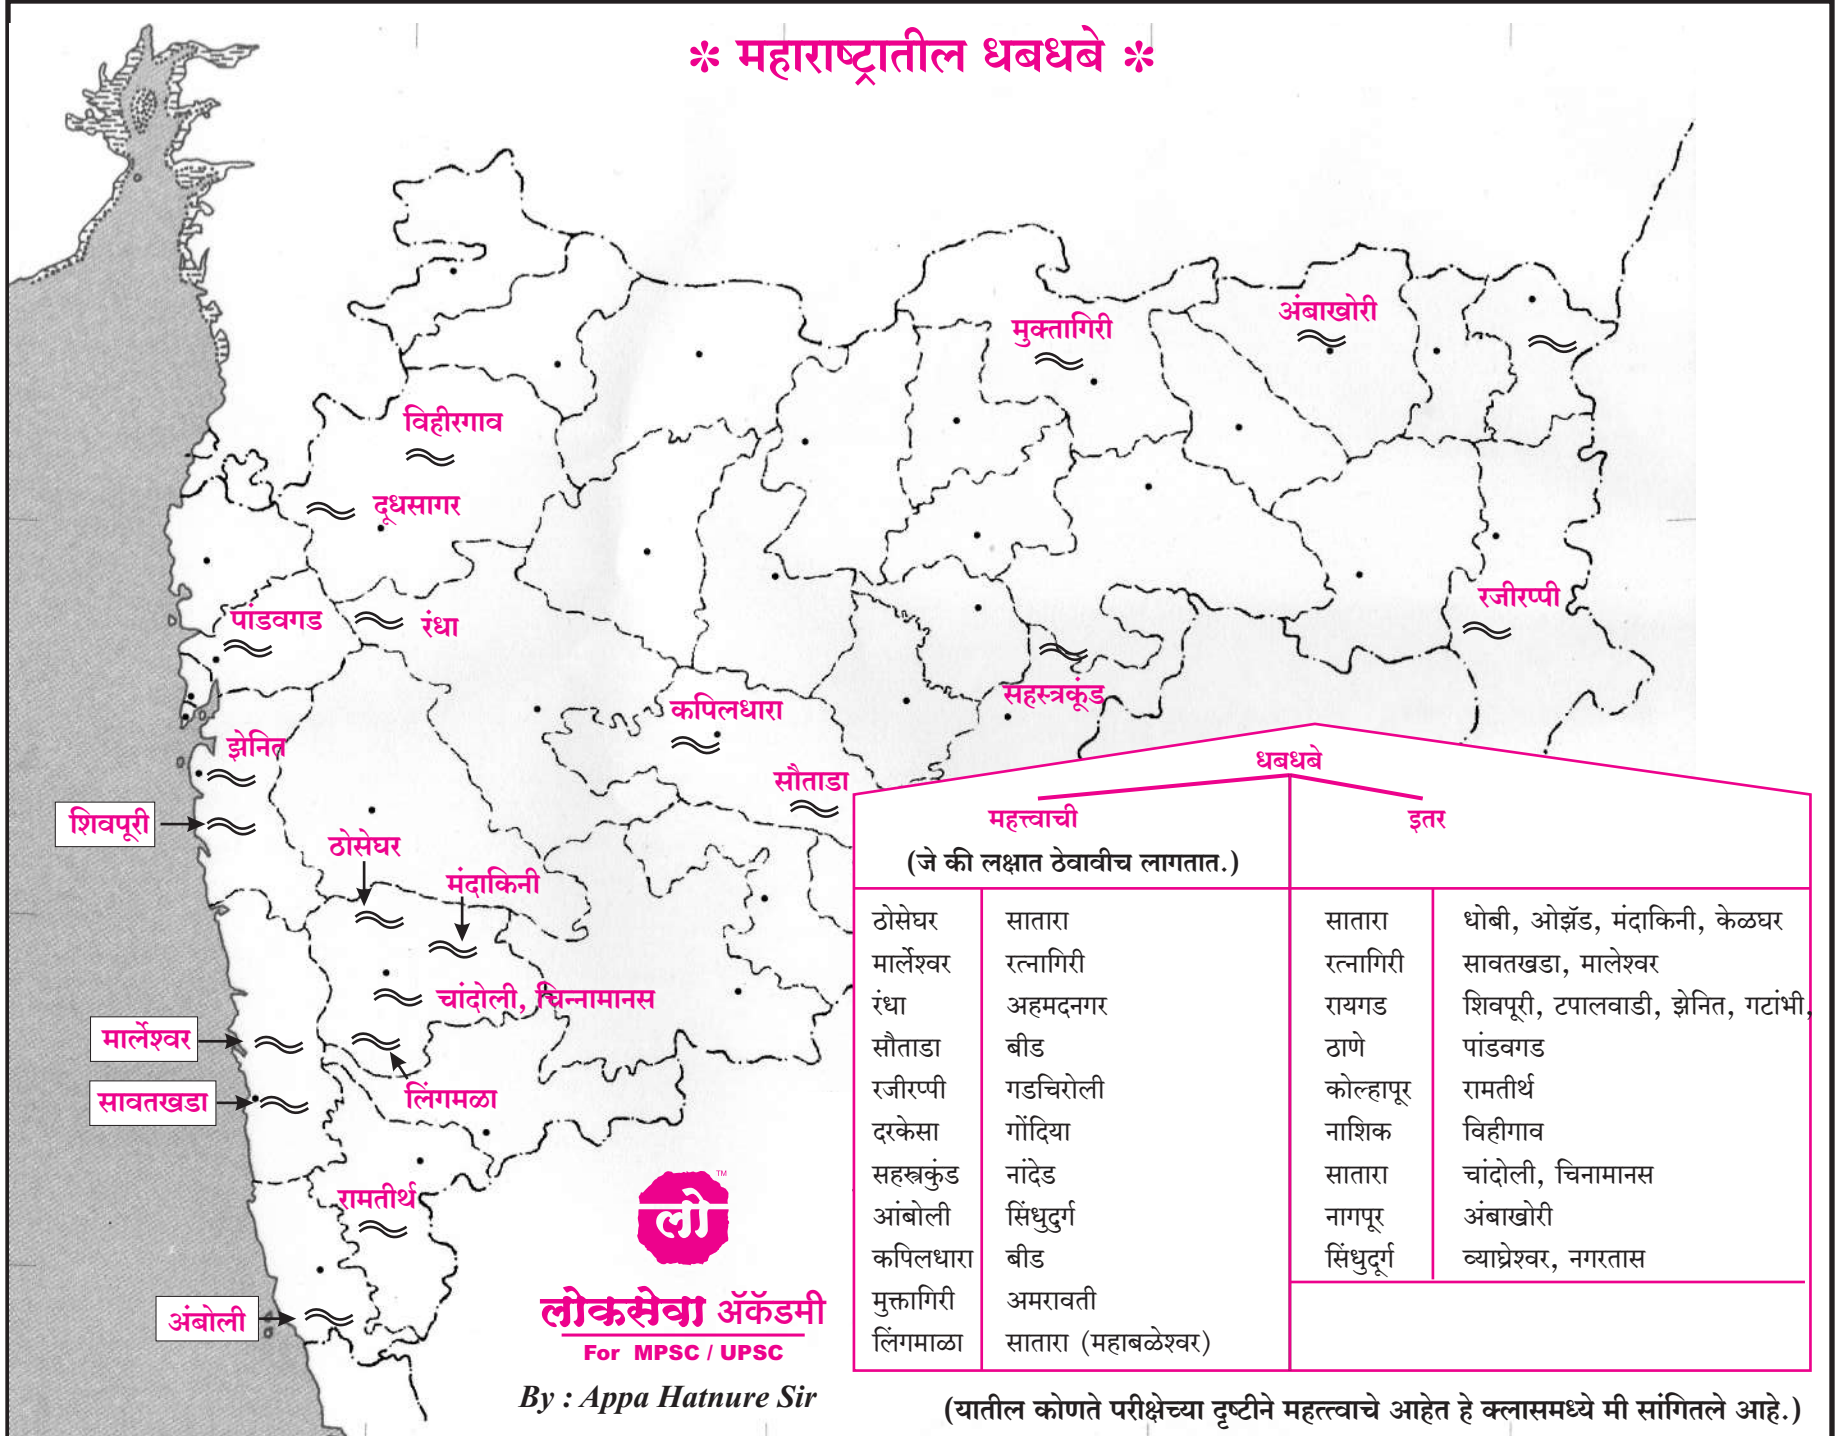 * महाराष्ट्रातील धबधबे *
मुक्तागिरी
अंबाखोरी
विहीरगाव
दूधसागर
पांडवगड
रंधा
रजीरप्पी
सहस्त्रकूंड
कपिलधारा
झेनित
सौताडा
शिवपूरी
ठोसेघर
मंदाकिनी
चांदोली, चिन्नामानस
मार्लेश्वर
सावतखडा
लिंगमळा
रामतीर्थ
अंबोली
धबधबे
महत्त्वाची इतर
(जे की लक्षात ठेवावीच लागतात.)
ठोसेघर सातारा सातारा धोबी, ओझॅड, मंदाकिनी, केळघर
मार्लेश्वर रत्नागिरी रत्नागिरी सावतखडा, मालेश्वर
रंधा अहमदनगर रायगड शिवपूरी, टपालवाडी, झेनित, गटांभी,
सौताडा बीड ठाणे पांडवगड
रजीरप्पी गडचिरोली कोल्हापूर रामतीर्थ
दरकेसा गोंदिया नाशिक विहीगाव
सहस्त्रकुंड नांदेड सातारा चांदोली, चिनामानस
आंबोली सिंधुदुर्ग नागपूर अंबाखोरी
कपिलधारा बीड सिंधुदूर्ग व्याघ्रेश्वर, नगरतास
मुक्तागिरी अमरावती
लिंगमाळा सातारा (महाबळेश्वर)
लो TM
लोकसेवा ॲकॅडमी
For MPSC / UPSC
By : Appa Hatnure Sir
(यातील कोणते परीक्षेच्या दृष्टीने महत्त्वाचे आहेत हे क्लासमध्ये मी सांगितले आहे.)